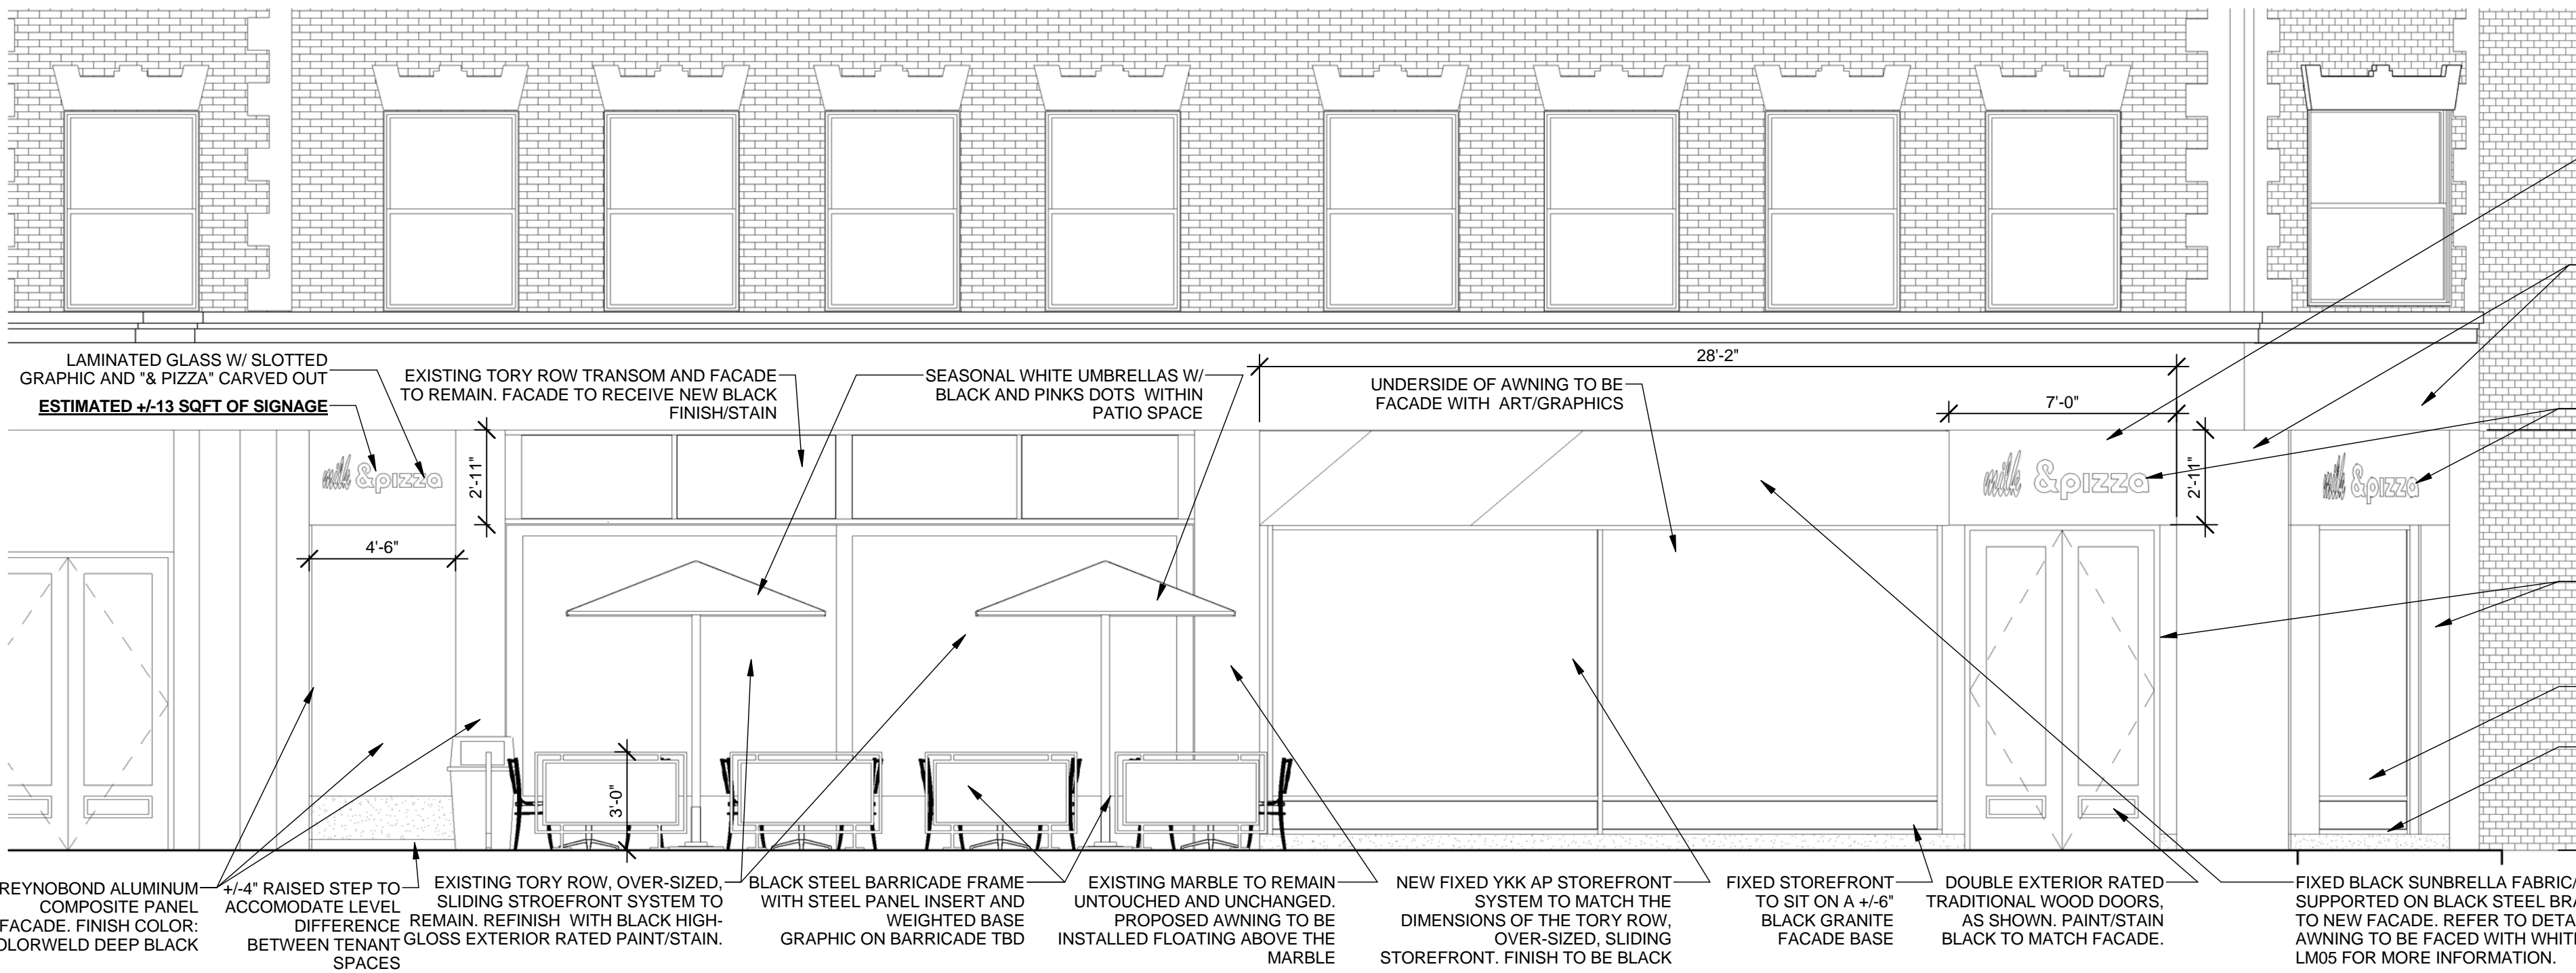 28'-2"
LAMINATED GLASS W/ SLOTTED
GRAPHIC AND "& PIZZA" CARVED OUT
ESTIMATED +/-13 SQFT OF SIGNAGE
EXISTING TORY ROW TRANSOM AND FACADE
TO REMAIN. FACADE TO RECEIVE NEW BLACK
FINISH/STAIN
SEASONAL WHITE UMBRELLAS W/
BLACK AND PINKS DOTS WITHIN
PATIO SPACE
UNDERSIDE OF AWNING TO BE
FACADE WITH ART/GRAPHICS
7'-0"
milk &pizza
2'-11"
milk &pizza
2'-11"
milk &pizza
4'-6"
3'-0"
REYNOBOND ALUMINUM
COMPOSITE PANEL
FACADE. FINISH COLOR:
OLORWELD DEEP BLACK
+/-4" RAISED STEP TO
ACCOMODATE LEVEL
DIFFERENCE
BETWEEN TENANT
SPACES
EXISTING TORY ROW, OVER-SIZED,
SLIDING STROEFRONT SYSTEM TO
REMAIN. REFINISH WITH BLACK HIGH-
GLOSS EXTERIOR RATED PAINT/STAIN.
BLACK STEEL BARRICADE FRAME
WITH STEEL PANEL INSERT AND
WEIGHTED BASE
GRAPHIC ON BARRICADE TBD
EXISTING MARBLE TO REMAIN
UNTOUCHED AND UNCHANGED.
PROPOSED AWNING TO BE
INSTALLED FLOATING ABOVE THE
MARBLE
NEW FIXED YKK AP STOREFRONT
SYSTEM TO MATCH THE
DIMENSIONS OF THE TORY ROW,
OVER-SIZED, SLIDING
STOREFRONT. FINISH TO BE BLACK
FIXED STOREFRONT
TO SIT ON A +/-6"
BLACK GRANITE
FACADE BASE
DOUBLE EXTERIOR RATED
TRADITIONAL WOOD DOORS,
AS SHOWN. PAINT/STAIN
BLACK TO MATCH FACADE.
FIXED BLACK SUNBRELLA FABRIC/
SUPPORTED ON BLACK STEEL BRA
TO NEW FACADE. REFER TO DETA
AWNING TO BE FACED WITH WHIT
LM05 FOR MORE INFORMATION.